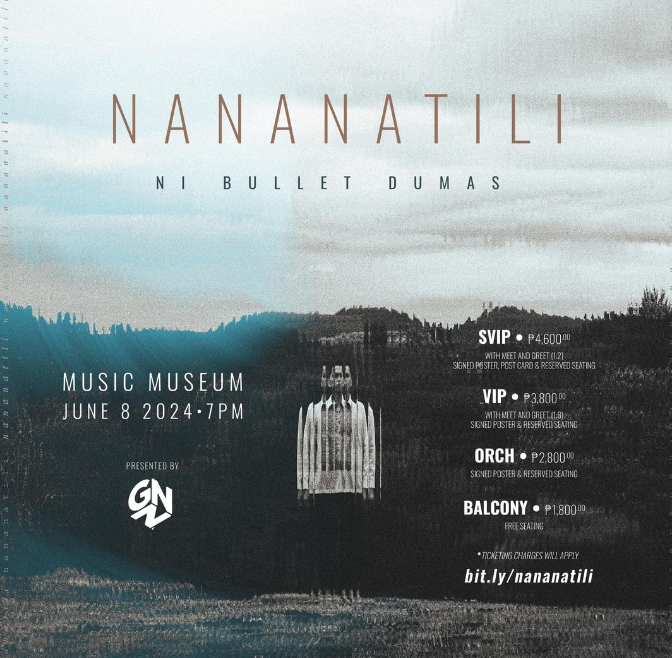 NANANATILI
NI BULLET DUMAS
MUSIC MUSEUM
JUNE 8 2024•7PM
PRESENTED BY
GNN
SVIP • ₱4,600.00
WITH MEET AND GREET (1:2)
SIGNED POSTER, POST CARD & RESERVED SEATING
VIP • ₱3,800.00
WITH MEET AND GREET (1:8)
SIGNED POSTER & RESERVED SEATING
ORCH • ₱2,800.00
SIGNED POSTER & RESERVED SEATING
BALCONY • ₱1,800.00
FREE SEATING
*TICKETING CHARGES WILL APPLY
bit.ly/nananatili